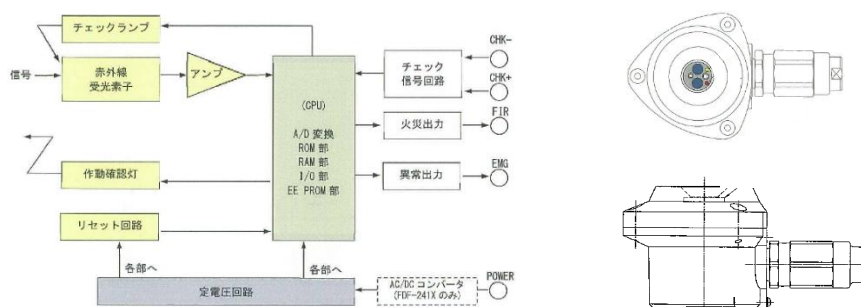 チェックランプ
信号
赤外線
受光素子
アンプ
(CPU)
A/D 変換
ROM 部
RAM 部
I/O 部
EE PROM 部
チェック
信号回路
CHK-
CHK+
火災出力
FIR
異常出力
EMG
作動確認灯
リセット回路
各部へ
各部へ
定電圧回路
AC/DC コンバータ
(FDF-241X のみ)
POWER